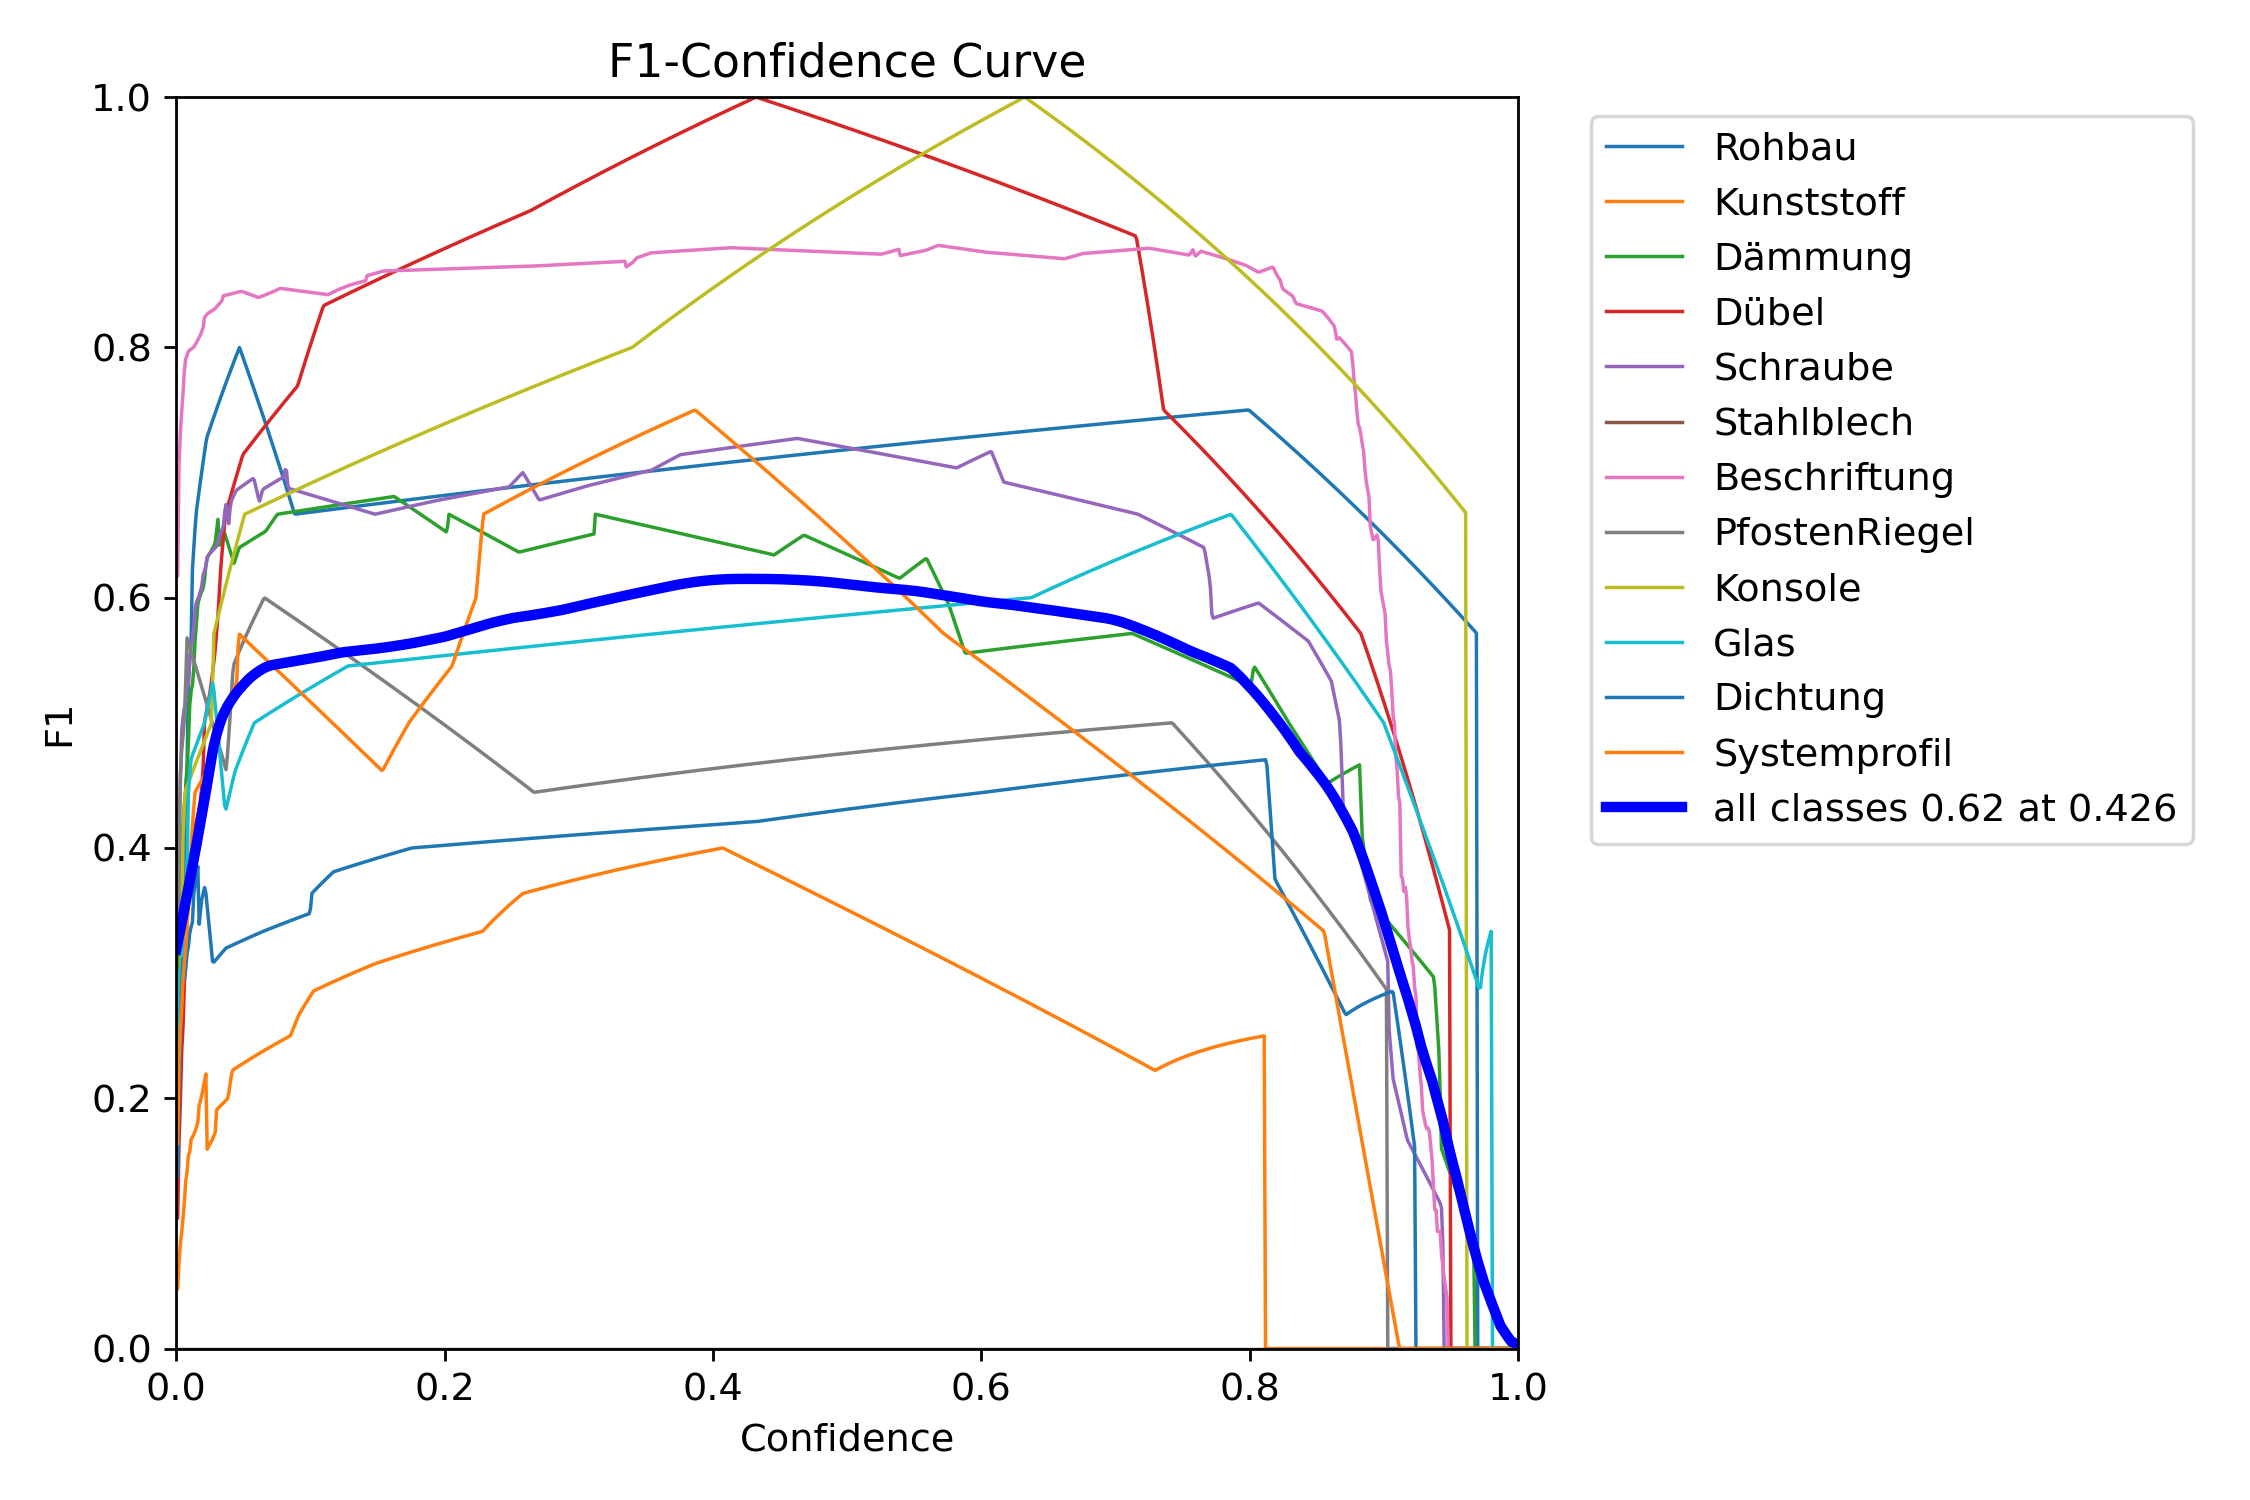 F1-Confidence Curve
1.0
0.8
0.6
0.4
0.2
0.0
F1
0.0 0.2 0.4 0.6 0.8 1.0
Confidence
Rohbau
Kunststoff
Dämmung
Dübel
Schraube
Stahlblech
Beschriftung
PfostenRiegel
Konsole
Glas
Dichtung
Systemprofil
all classes 0.62 at 0.426